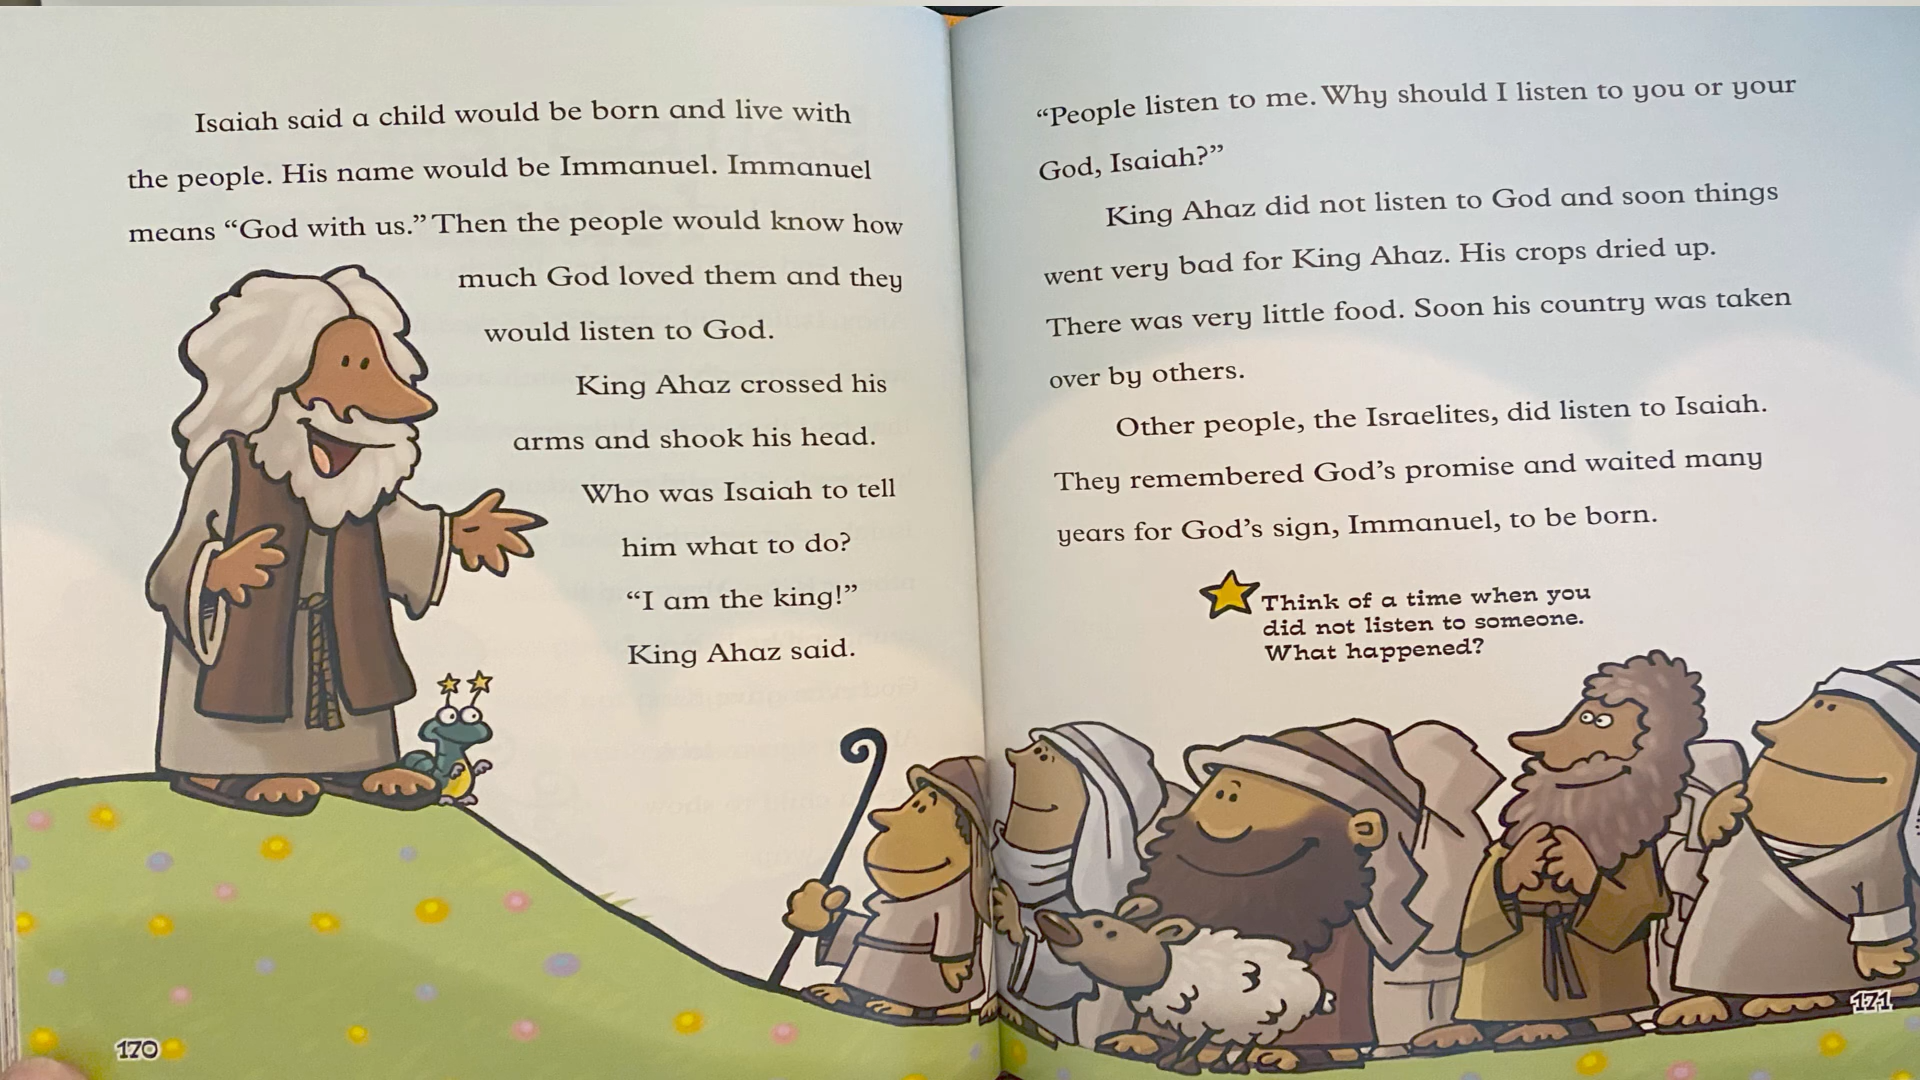 Isaiah said a child would be born and live with
the people. His name would be Immanuel. Immanuel
means “God with us.” Then the people would know how
much God loved them and they
would listen to God.
King Ahaz crossed his
arms and shook his head.
Who was Isaiah to tell
him what to do?
“I am the king!”
King Ahaz said.
170
“People listen to me. Why should I listen to you or your
God, Isaiah?”
King Ahaz did not listen to God and soon things
went very bad for King Ahaz. His crops dried up.
There was very little food. Soon his country was taken
over by others.
Other people, the Israelites, did listen to Isaiah.
They remembered God’s promise and waited many
years for God’s sign, Immanuel, to be born.
Think of a time when you
did not listen to someone.
What happened?
171